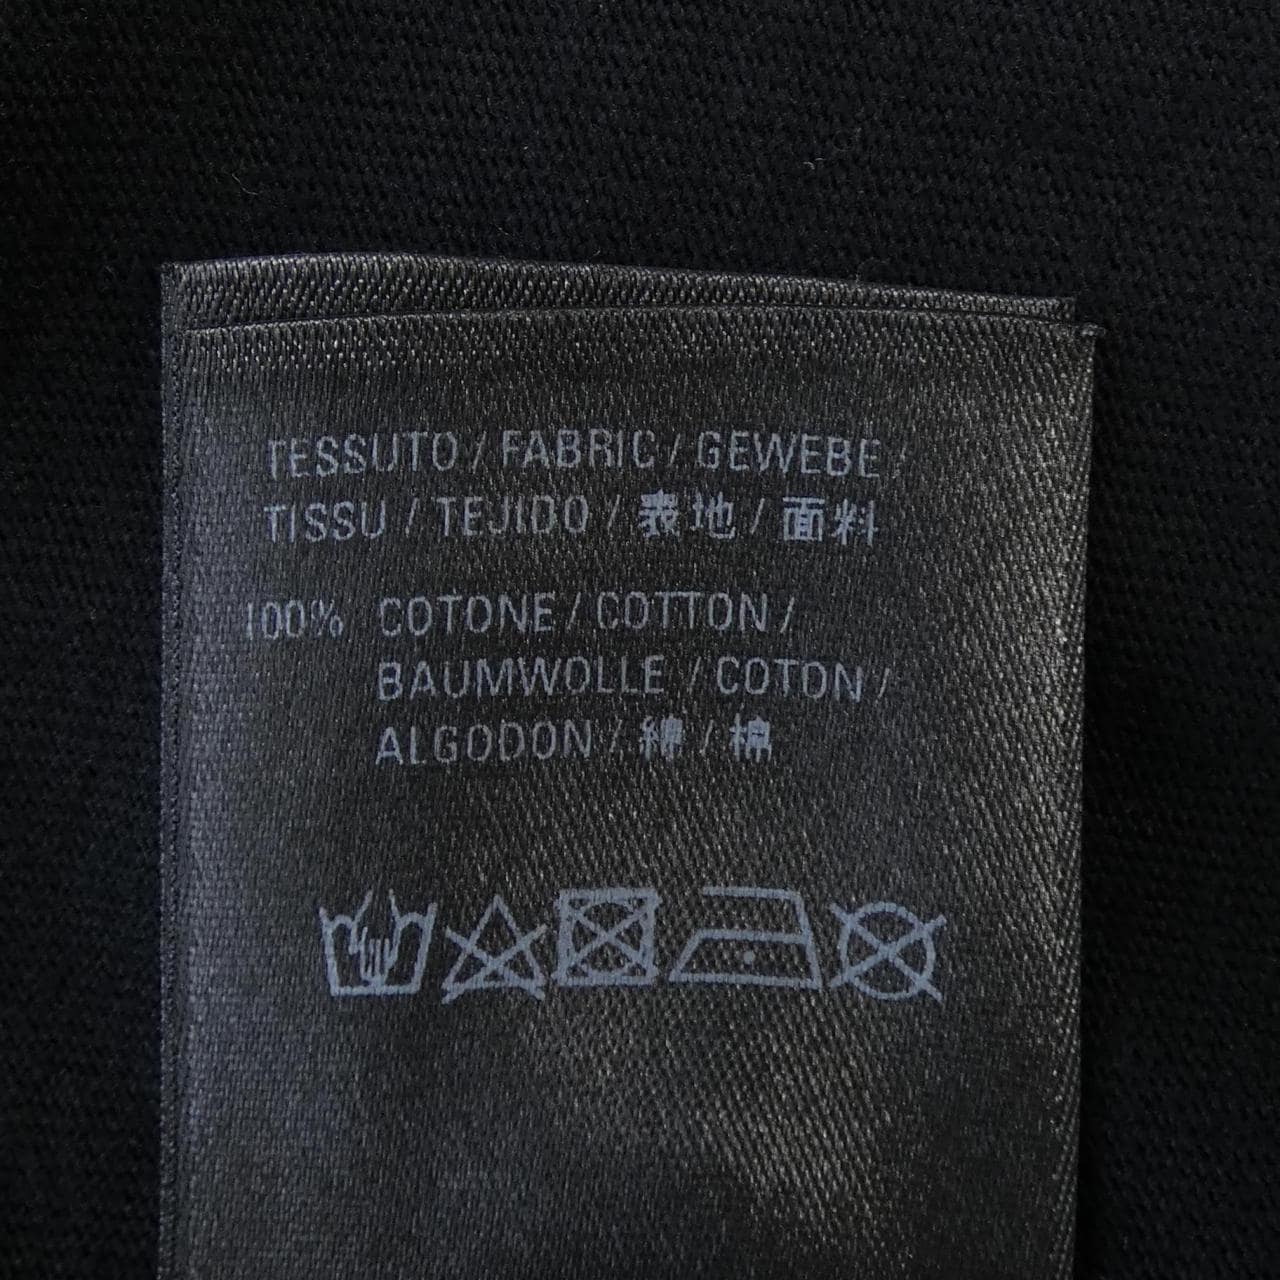 TESSUTO / FABRIC / GEWEBE /
TISSU / TEJIDO / 表地 / 面料
100% COTONE / COTTON /
BAUMWOLLE / COTON /
ALGODON / 綿 / 棉